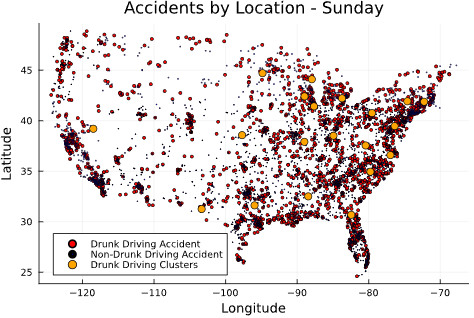 Accidents by Location - Sunday
Latitude
45
40
35
30
25
Drunk Driving Accident
Non-Drunk Driving Accident
Drunk Driving Clusters
−120
−110
−100
−90
−80
−70
Longitude